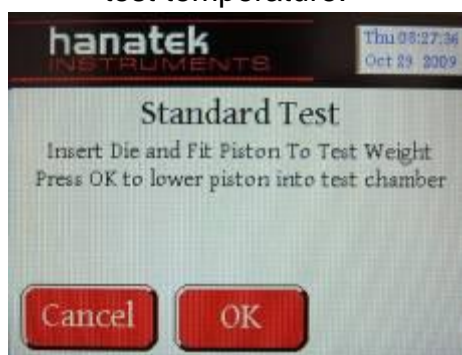 test temperature.
hanatek
INSTRUMENTS
Thu 08:27:36
Oct 29 2009
Standard Test
Insert Die and Fit Piston To Test Weight
Press OK to lower piston into test chamber
Cancel
OK